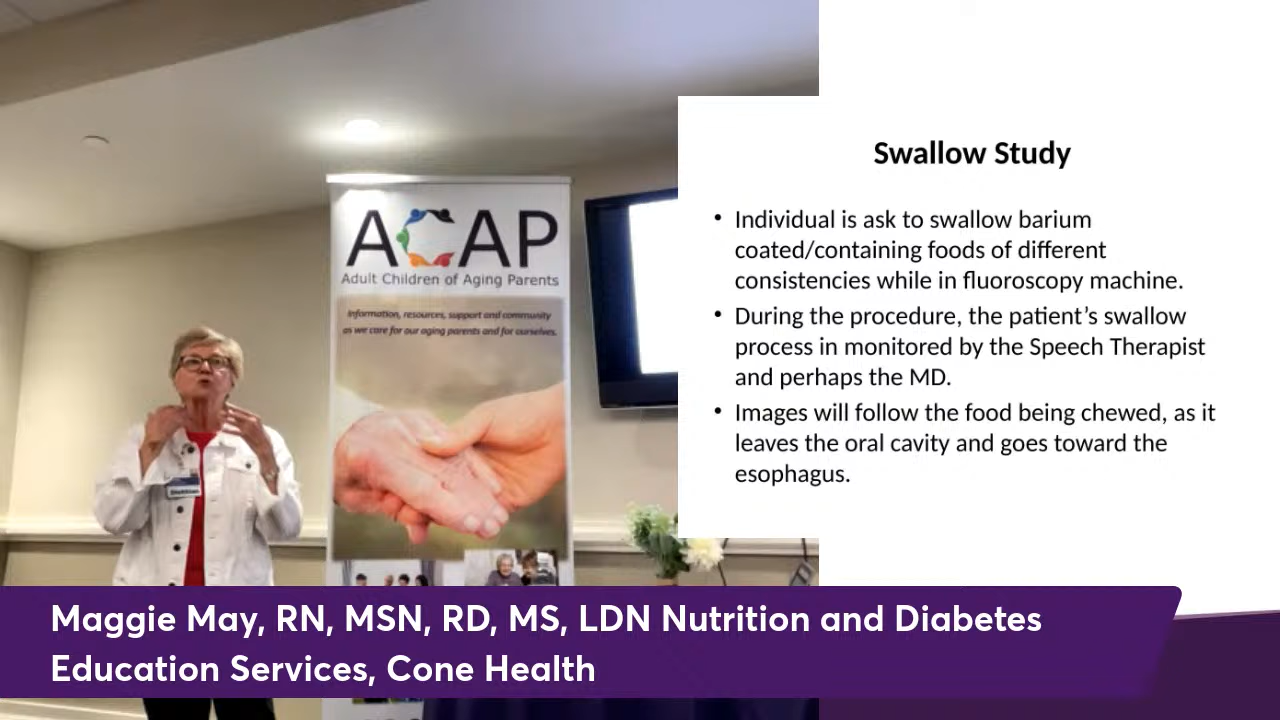 ACAP
Adult Children of Aging Parents
Information, resources, support and community
as we care for our aging parents and for ourselves.
Swallow Study
• Individual is ask to swallow barium
coated/containing foods of different
consistencies while in fluoroscopy machine.
• During the procedure, the patient’s swallow
process in monitored by the Speech Therapist
and perhaps the MD.
• Images will follow the food being chewed, as it
leaves the oral cavity and goes toward the
esophagus.
Maggie May, RN, MSN, RD, MS, LDN Nutrition and Diabetes
Education Services, Cone Health